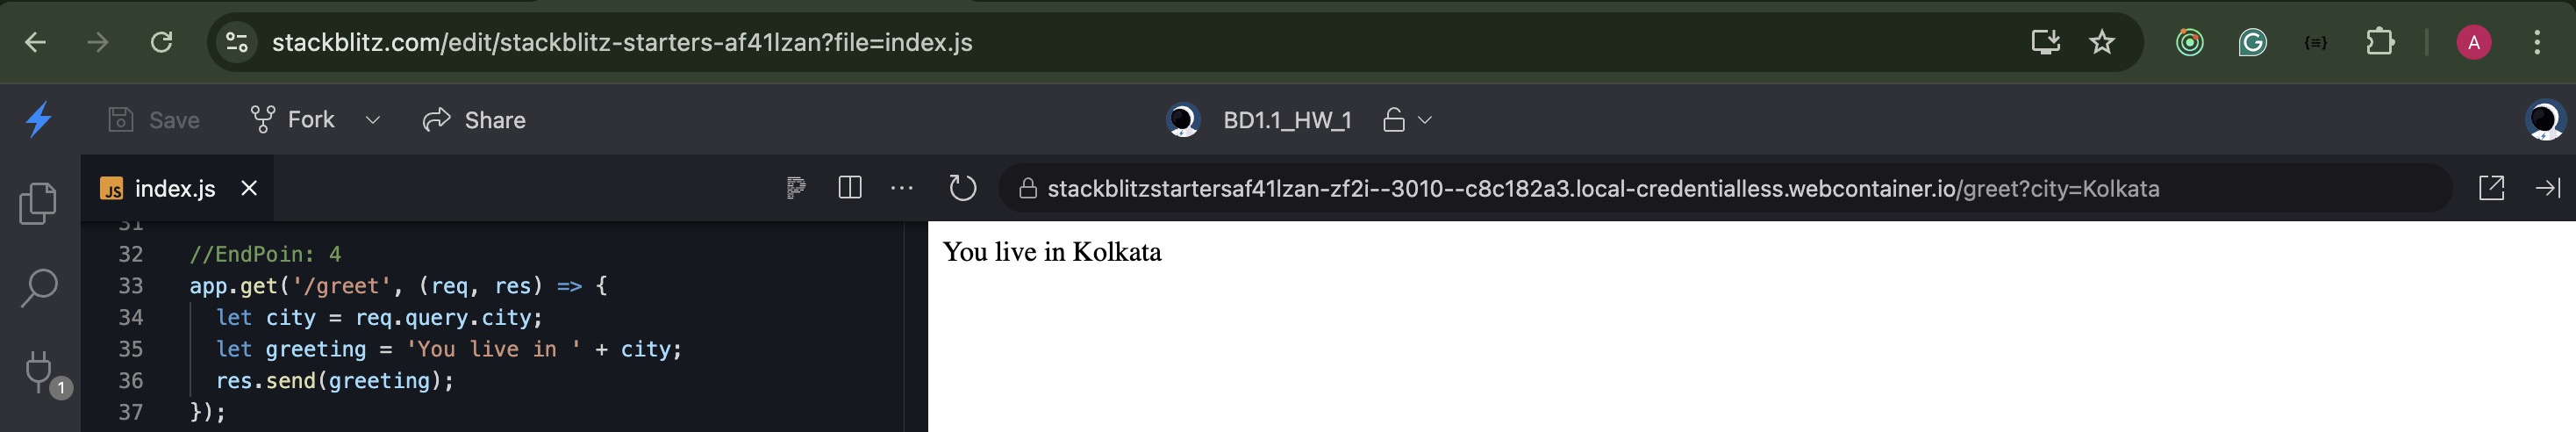 stackblitz.com/edit/stackblitz-starters-af41lzan?file=index.js
A
Save Fork Share BD1.1_HW_1
JS index.js
stackblitzstartersaf41lzan-zf2i--3010--c8c182a3.local-credentialless.webcontainer.io/greet?city=Kolkata
31
32 //EndPoin: 4
33 app.get('/greet', (req, res) => {
34 let city = req.query.city;
35 let greeting = 'You live in ' + city;
36 res.send(greeting);
37 });
1
You live in Kolkata